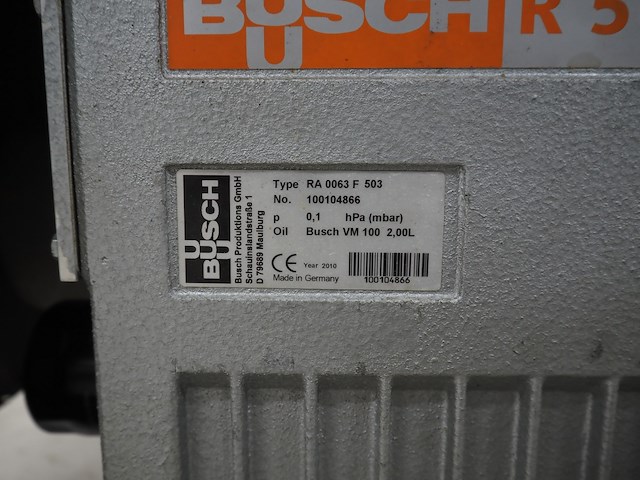 BUSCH R 5
BUSCH
Busch Produktions GmbH
Schauinslandstraße 1
D 79689 Maulburg
Type RA 0063 F 503
No. 100104866
p 0,1 hPa (mbar)
Oil Busch VM 100 2,00L
CE Year 2010
Made in Germany
100104866